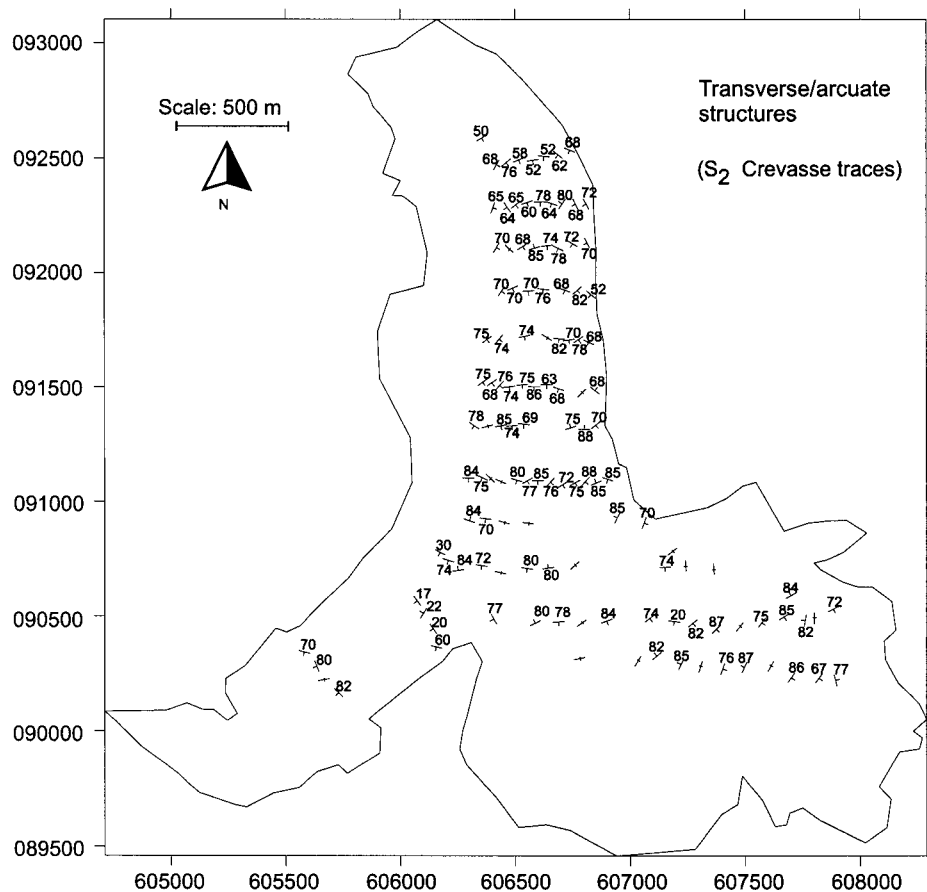 093000
092500
092000
091500
091000
090500
090000
089500
605000 605500 606000 606500 607000 607500 608000
Scale: 500 m
N
Transverse/arcuate
structures
(S2 Crevasse traces)
50
68 76 58 52 52 62 68
65 64 65 60 78 64 80 68 72
70 68 85 74 78 72 70
70 70 70 76 68 82 52
75 74 74 82 70 78 68
75 68 76 74 75 86 63 68 68
78 85 74 69 75 88 70
84 75 80 77 85 76 72 75 88 85 85
84 70 85 70
30 74 84 72 80 80 74
17 22 20 60 77 80 78 84 74 20 82 87 75 84 85 82 72
70 80 82 82 85 76 87 86 67 77